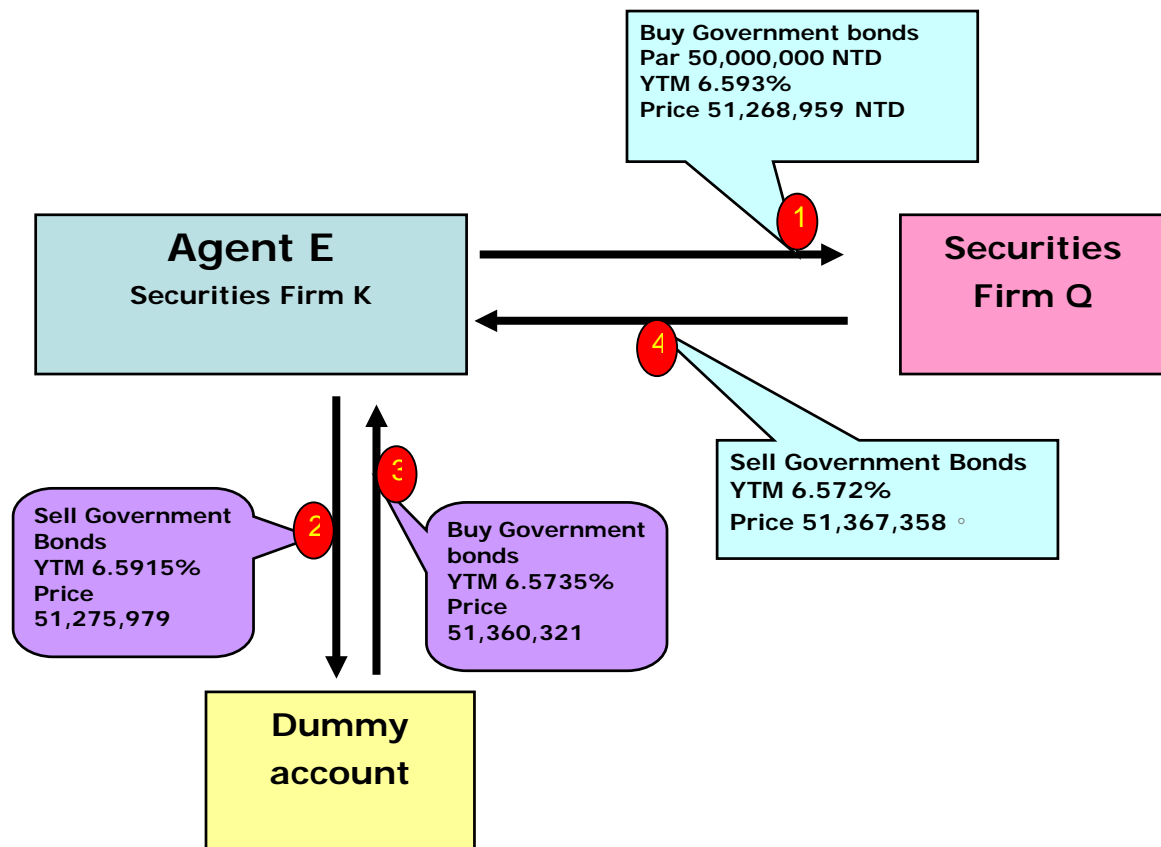 Buy Government bonds
Par 50,000,000 NTD
YTM 6.593%
Price 51,268,959 NTD
1
Agent E
Securities Firm K
Securities
Firm Q
4
Sell Government Bonds
YTM 6.572%
Price 51,367,358 。
3
2
Sell Government
Bonds
YTM 6.5915%
Price
51,275,979
Buy Government
bonds
YTM 6.5735%
Price
51,360,321
Dummy
account